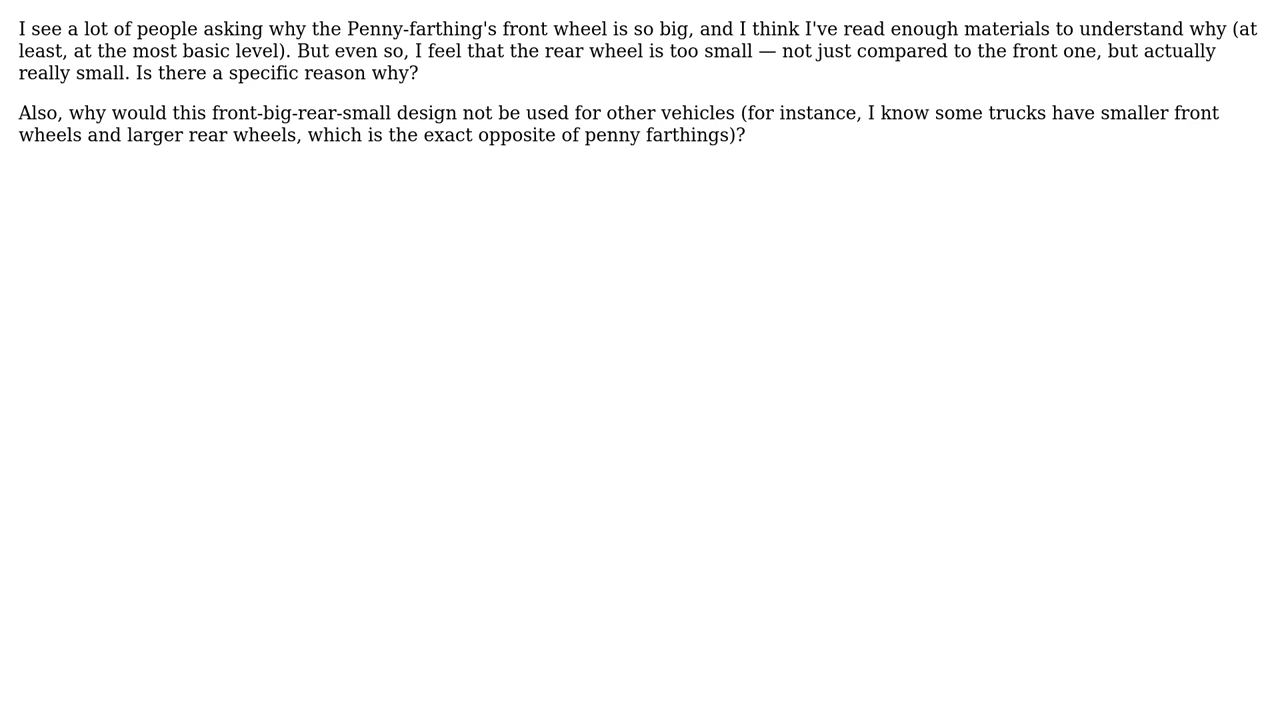 I see a lot of people asking why the Penny-farthing's front wheel is so big, and I think I've read enough materials to understand why (at
least, at the most basic level). But even so, I feel that the rear wheel is too small — not just compared to the front one, but actually
really small. Is there a specific reason why?
Also, why would this front-big-rear-small design not be used for other vehicles (for instance, I know some trucks have smaller front
wheels and larger rear wheels, which is the exact opposite of penny farthings)?